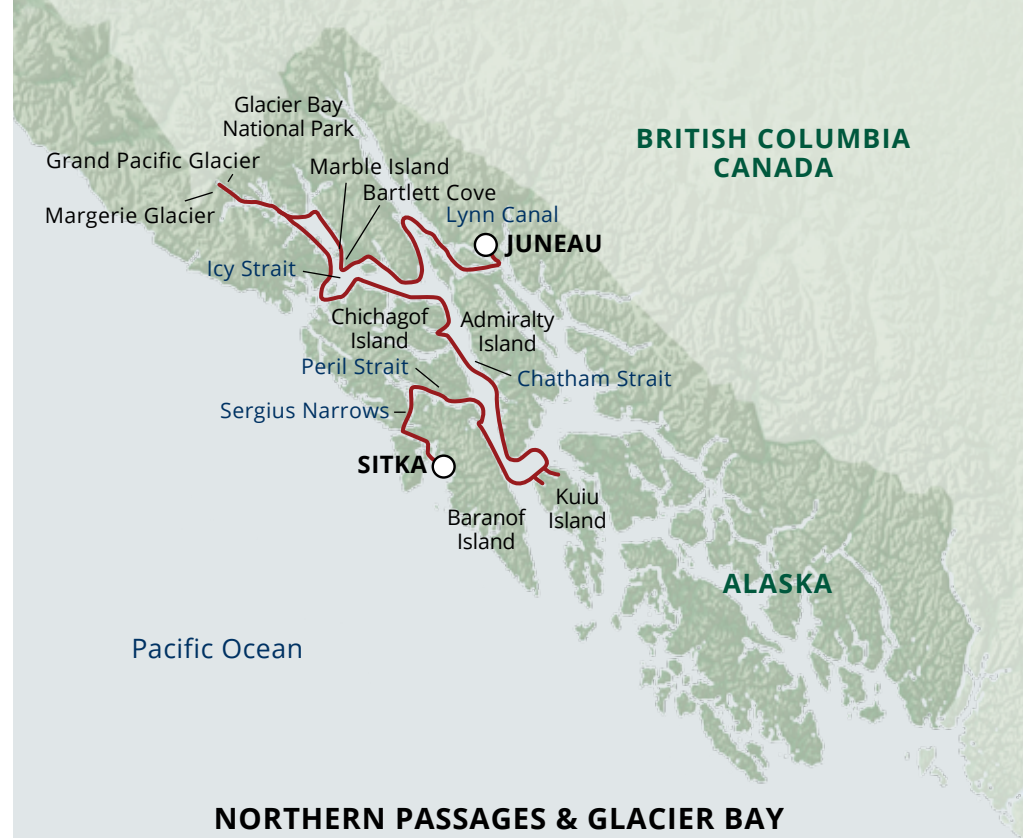 Glacier Bay
National Park
BRITISH COLUMBIA
CANADA
Grand Pacific Glacier
Marble Island
Bartlett Cove
Margerie Glacier
Lynn Canal
JUNEAU
Icy Strait
Chichagof
Island
Admiralty
Island
Peril Strait
Chatham Strait
Sergius Narrows
SITKA
Kuiu
Island
Baranof
Island
ALASKA
Pacific Ocean
NORTHERN PASSAGES & GLACIER BAY